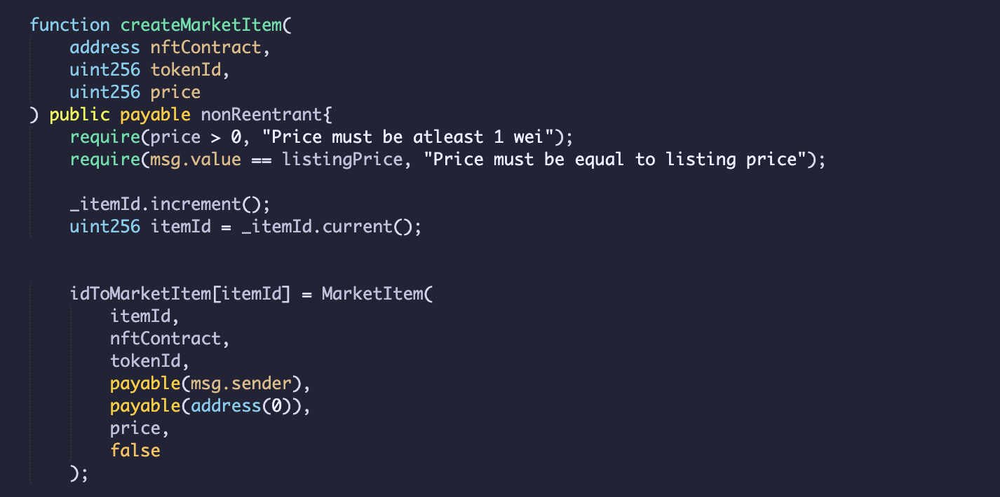 function createMarketItem(
    address nftContract,
    uint256 tokenId,
    uint256 price
) public payable nonReentrant{
    require(price > 0, "Price must be atleast 1 wei");
    require(msg.value == listingPrice, "Price must be equal to listing price");
    _itemId.increment();
    uint256 itemId = _itemId.current();
    idToMarketItem[itemId] = MarketItem(
        itemId,
        nftContract,
        tokenId,
        payable(msg.sender),
        payable(address(0)),
        price,
        false
    );